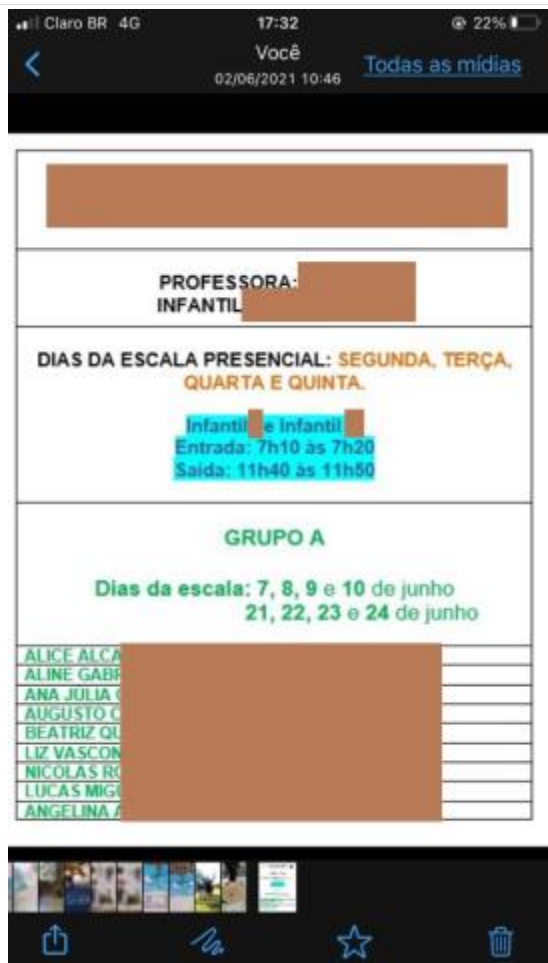 Claro BR 4G 17:32 22%
Você
02/06/2021 10:46
Todas as mídias
PROFESSORA:
INFANTIL
DIAS DA ESCALA PRESENCIAL: SEGUNDA, TERÇA,
QUARTA E QUINTA.
Infantil e Infantil
Entrada: 7h10 às 7h20
Saída: 11h40 às 11h50
GRUPO A
Dias da escala: 7, 8, 9 e 10 de junho
21, 22, 23 e 24 de junho
ALICE ALCA
ALINE GABR
ANA JULIA
AUGUSTO C
BEATRIZ QU
LIZ VASCON
NICOLAS RO
LUCAS MIGU
ANGELINA A